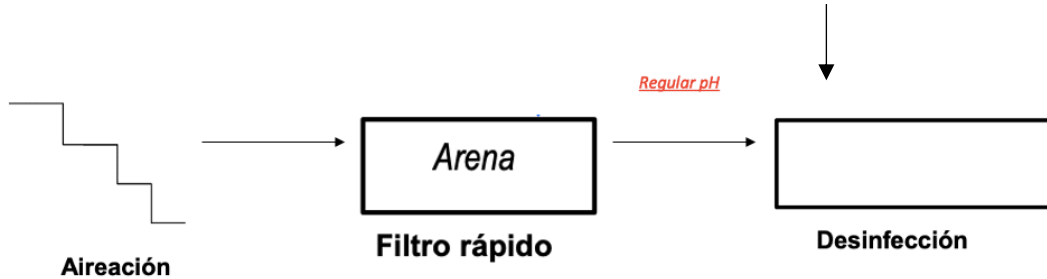 Regular pH
Arena
Filtro rápido
Desinfección
Aireación